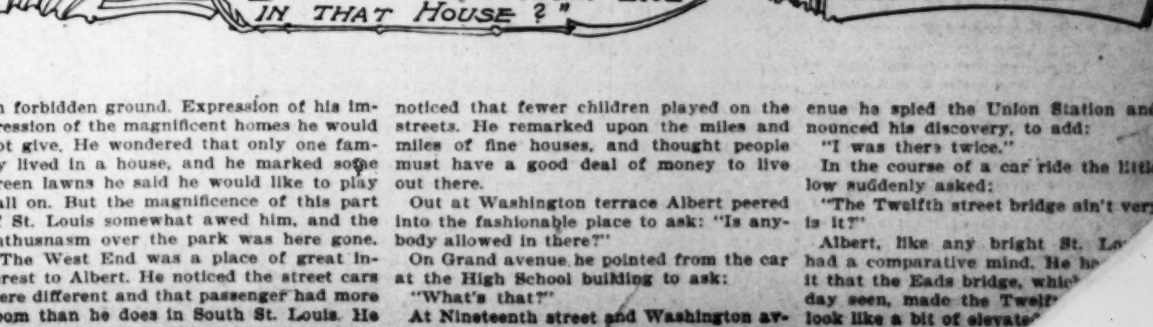 IN THAT HOUSE?"
forbidden ground. Expression of his im-
ression of the magnificent homes he would
ot give. He wondered that only one fam-
y lived in a house, and he marked some
reen lawns he said he would like to play
all on. But the magnificence of this part
f St. Louis somewhat awed him, and the
nthusnasm over the park was here gone.
The West End was a place of great in-
rest to Albert. He noticed the street cars
ere different and that passenger had more
oom than he does in South St. Louis. He
noticed that fewer children played on the
streets. He remarked upon the miles and
miles of fine houses, and thought people
must have a good deal of money to live
out there.
Out at Washington terrace Albert peered
into the fashionable place to ask: "Is any-
body allowed in there?"
On Grand avenue he pointed from the car
at the High School building to ask:
"What's that?"
At Nineteenth street and Washington av-
enue he spied the Union Station an
nounced his discovery, to add:
"I was there twice."
In the course of a car ride the littl
low suddenly asked:
"The Twelfth street bridge ain't ver
is it?"
Albert, like any bright St. Lo
had a comparative mind. He ha
it that the Eads bridge, whic
day seen, made the Twelf
look like a bit of elevate